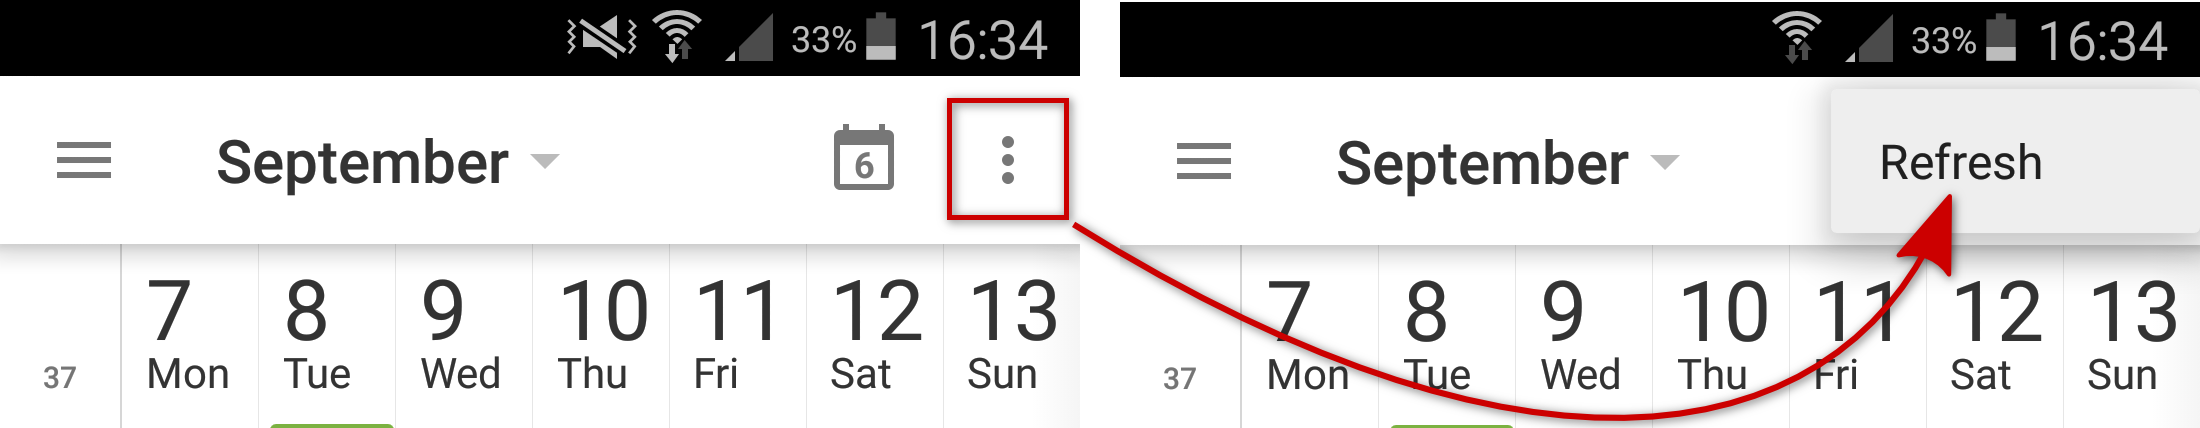 33% 16:34
September 6
7 8 9 10 11 12 13
37 Mon Tue Wed Thu Fri Sat Sun
33% 16:34
September Refresh
7 8 9 10 11 12 13
37 Mon Tue Wed Thu Fri Sat Sun